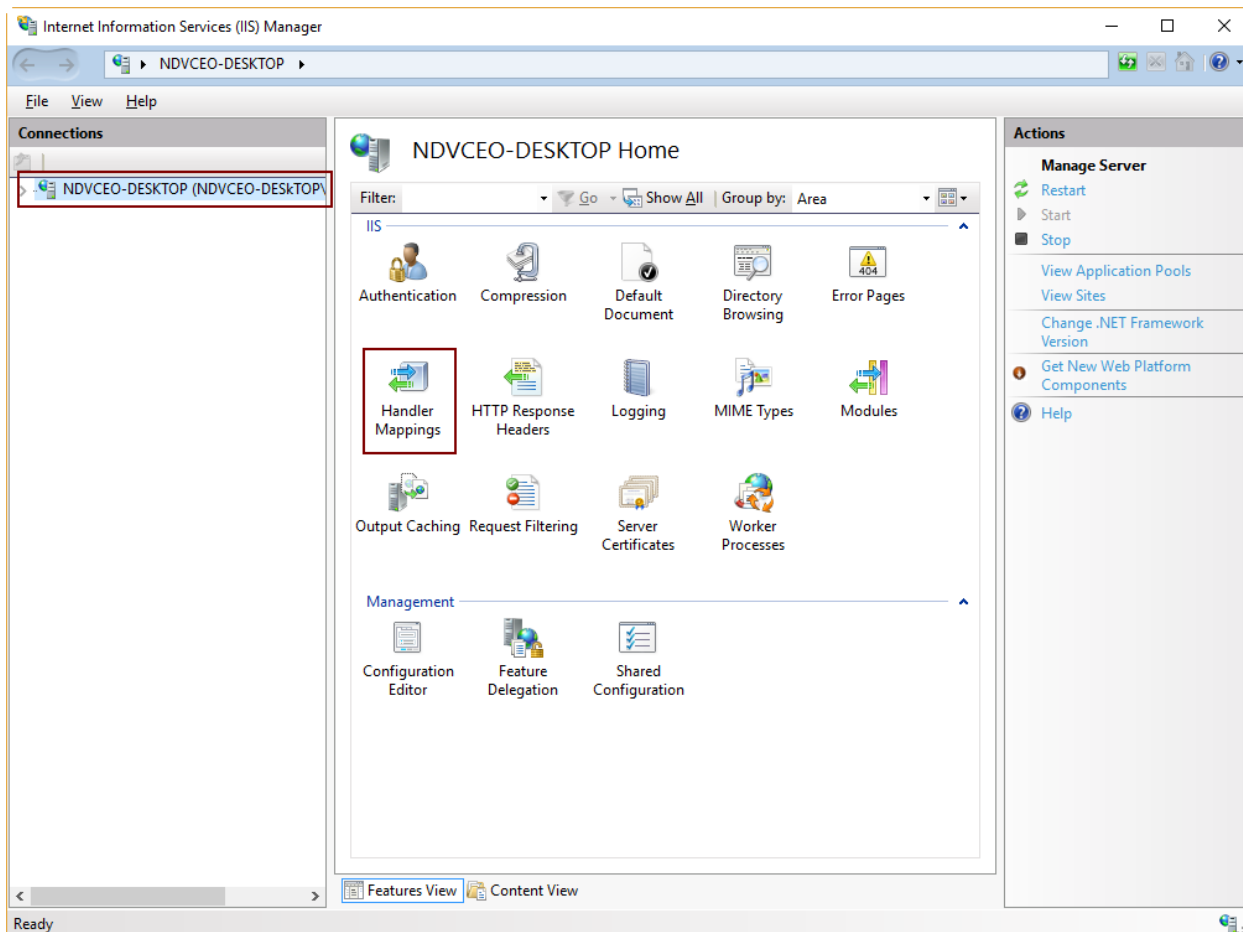 Internet Information Services (IIS) Manager
NDVCEO-DESKTOP
File View Help
Connections
NDVCEO-DESKTOP (NDVCEO-DESkTOP\
NDVCEO-DESKTOP Home
Filter: Go Show All Group by: Area
IIS
Authentication Compression Default Directory Error Pages
Document Browsing
404
Handler HTTP Response Logging MIME Types Modules
Mappings Headers
Output Caching Request Filtering Server Worker
Certificates Processes
Management
Configuration Feature Shared
Editor Delegation Configuration
Features View Content View
Actions
Manage Server
Restart
Start
Stop
View Application Pools
View Sites
Change .NET Framework
Version
Get New Web Platform
Components
Help
Ready